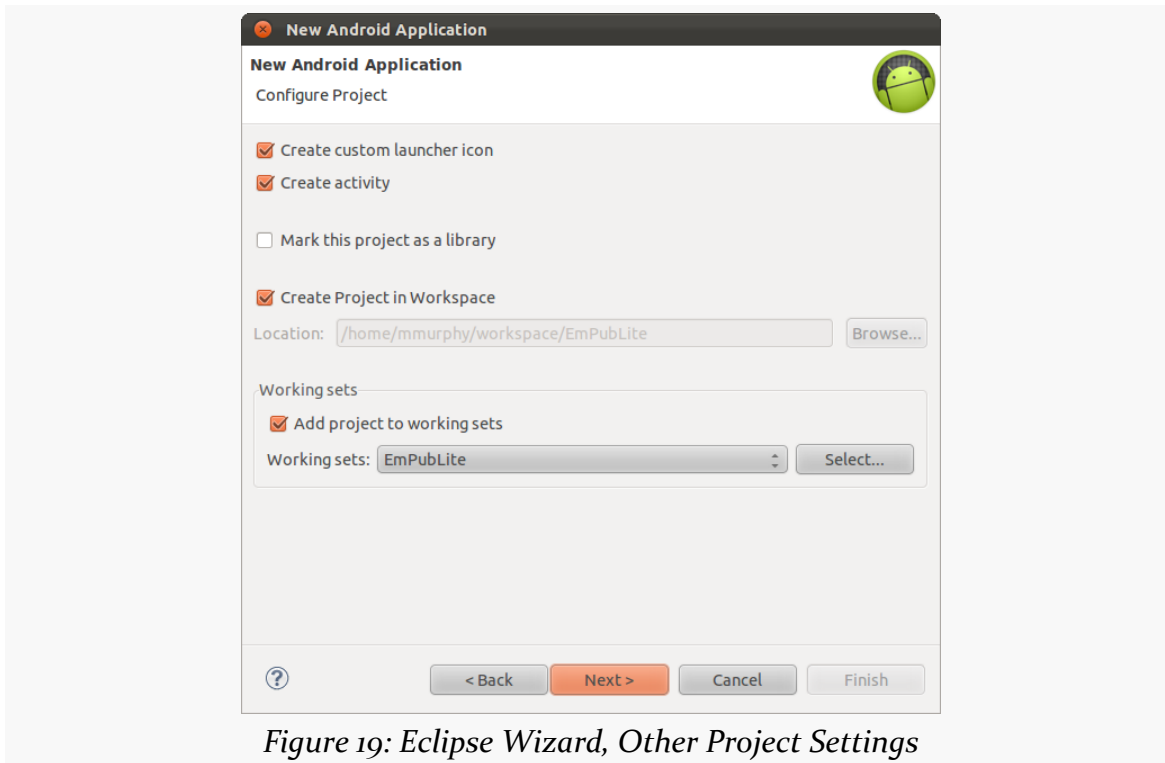 New Android Application
New Android Application
Configure Project
Create custom launcher icon
Create activity
Mark this project as a library
Create Project in Workspace
Location: /home/mmurphy/workspace/EmPubLite Browse...
Working sets
Add project to working sets
Working sets: EmPubLite Select...
? < Back Next > Cancel Finish
Figure 19: Eclipse Wizard, Other Project Settings